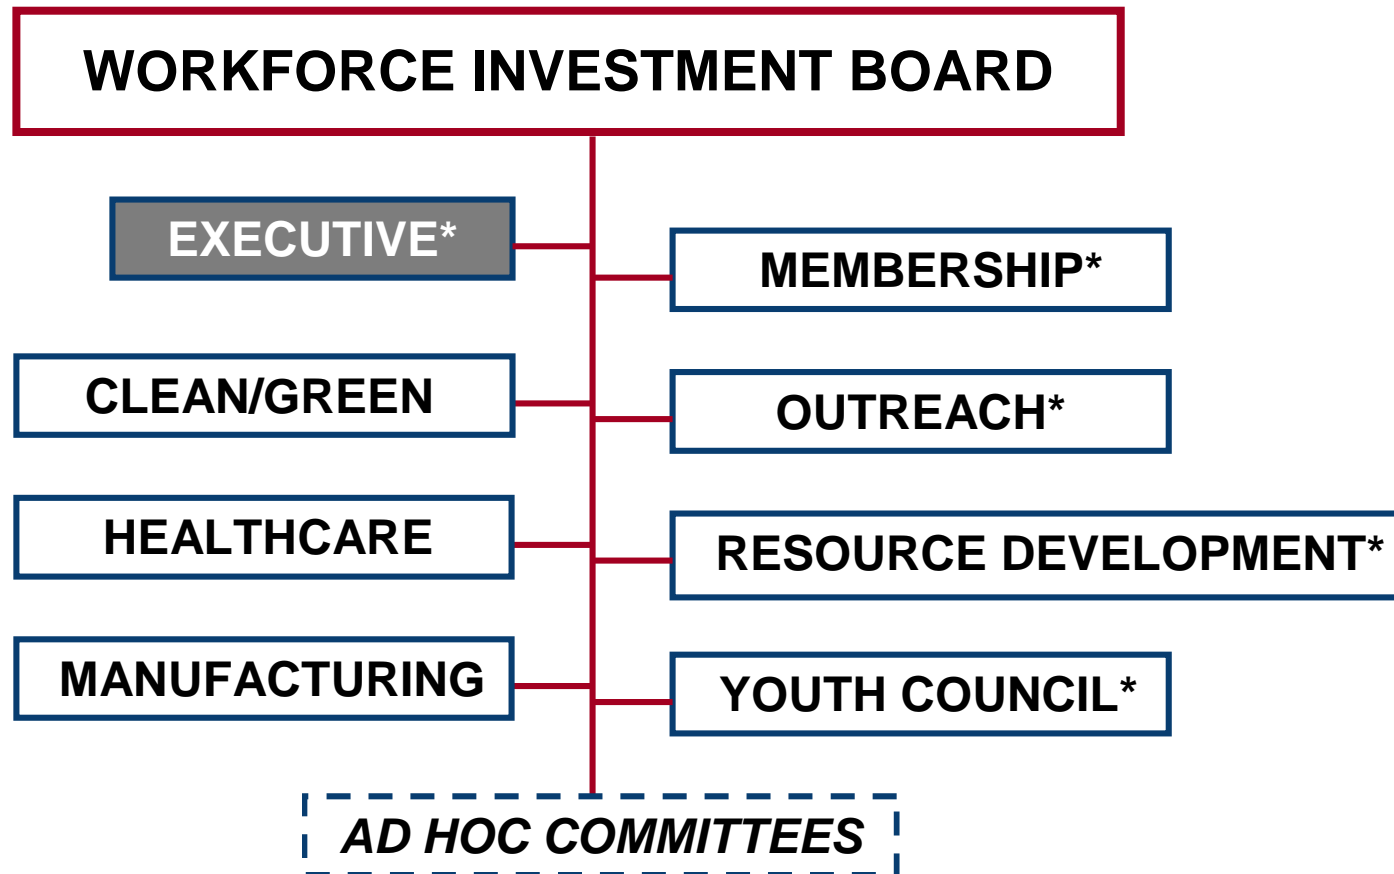 WORKFORCE INVESTMENT BOARD
EXECUTIVE*
MEMBERSHIP*
CLEAN/GREEN
OUTREACH*
HEALTHCARE
RESOURCE DEVELOPMENT*
MANUFACTURING
YOUTH COUNCIL*
AD HOC COMMITTEES